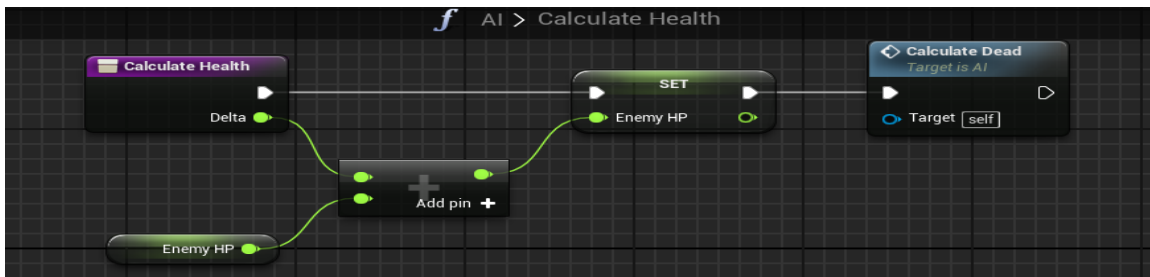 f AI > Calculate Health
Calculate Health
Delta
Enemy HP
Add pin +
SET
Enemy HP
Calculate Dead
Target is AI
Target self